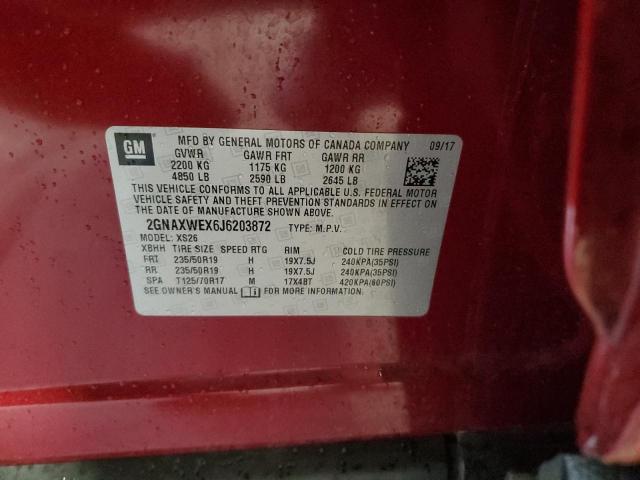 GM
MFD BY GENERAL MOTORS OF CANADA COMPANY 09/17
GVWR GAWR FRT GAWR RR
2200 KG 1175 KG 1200 KG
4850 LB 2590 LB 2645 LB
THIS VEHICLE CONFORMS TO ALL APPLICABLE U.S. FEDERAL MOTOR
VEHICLE SAFETY AND THEFT PREVENTION STANDARDS IN EFFECT ON
THE DATE OF MANUFACTURE SHOWN ABOVE.
2GNAXWEX6J6203872 TYPE: M.P.V.
MODEL: XS26
XBHH TIRE SIZE SPEED RTG RIM COLD TIRE PRESSURE
FRT 235/50R19 H 19X7.5J 240KPA(35PSI)
RR 235/50R19 H 19X7.5J 240KPA(35PSI)
SPA T125/70R17 M 17X4BT 420KPA(60PSI)
SEE OWNER'S MANUAL FOR MORE INFORMATION